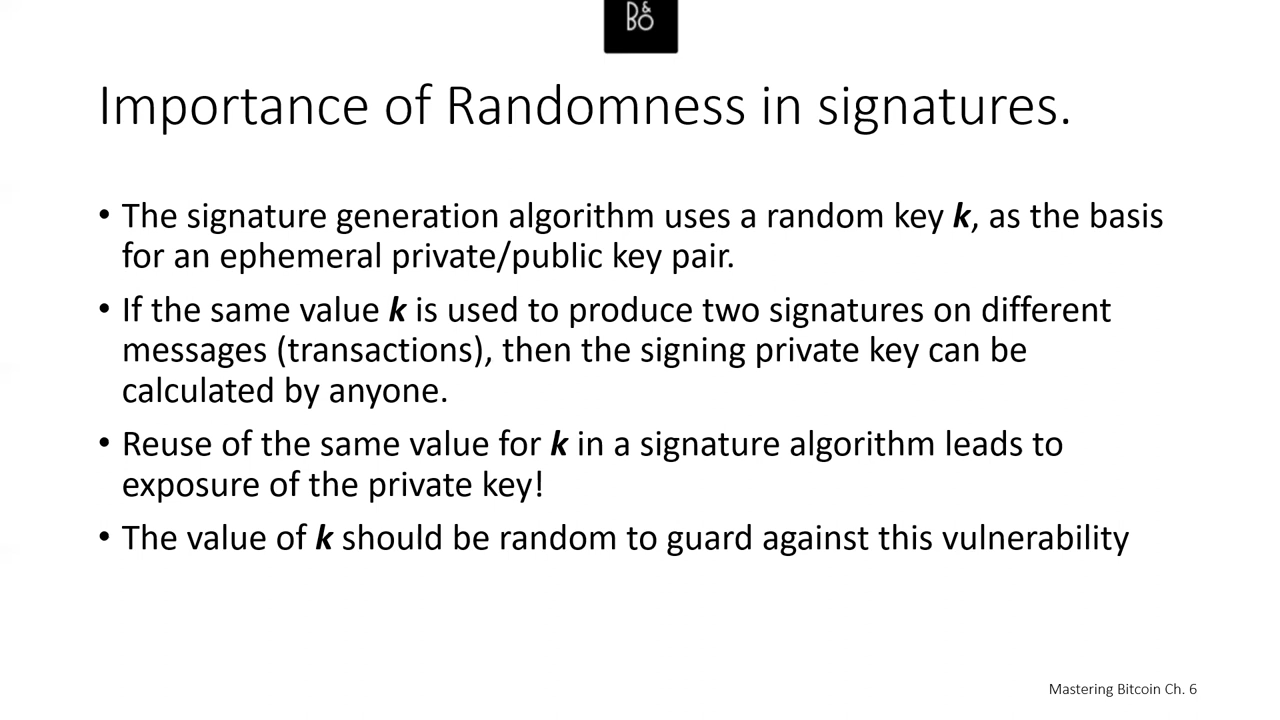 B&O
Importance of Randomness in signatures.
• The signature generation algorithm uses a random key k, as the basis
for an ephemeral private/public key pair.
• If the same value k is used to produce two signatures on different
messages (transactions), then the signing private key can be
calculated by anyone.
• Reuse of the same value for k in a signature algorithm leads to
exposure of the private key!
• The value of k should be random to guard against this vulnerability
Mastering Bitcoin Ch. 6